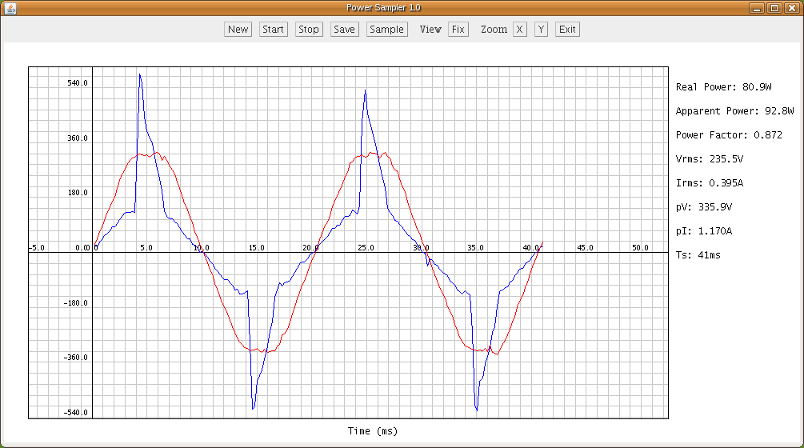 Power Sampler 1.0
New Start Stop Save Sample View Fix Zoom X Y Exit
540.0
Real Power: 80.9W
Apparent Power: 92.8W
360.0
Power Factor: 0.872
Vrms: 235.5V
180.0
Irms: 0.395A
pV: 335.9V
pI: 1.170A
-5.0 0.00 5.0 10.0 15.0 20.0 25.0 30.0 35.0 40.0 45.0 50.0
Ts: 41ms
-180.0
-360.0
-540.0
Time (ms)